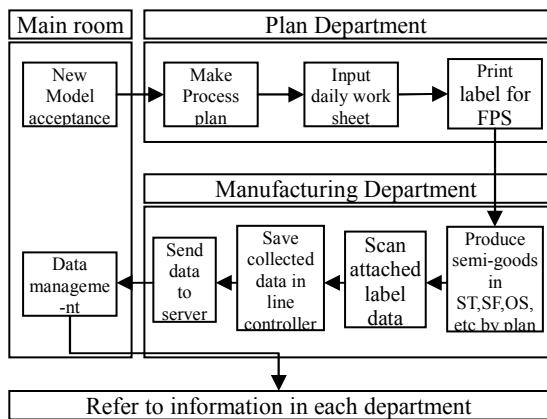 Main room
Plan Department
New
Model
acceptance
Make
Process
plan
Input
daily work
sheet
Print
label for
FPS
Manufacturing Department
Data
manageme
-nt
Send
data
to
server
Save
collected
data in
line
controller
Scan
attached
label
data
Produce
semi-goods
in
ST,SF,OS,
etc by plan
Refer to information in each department